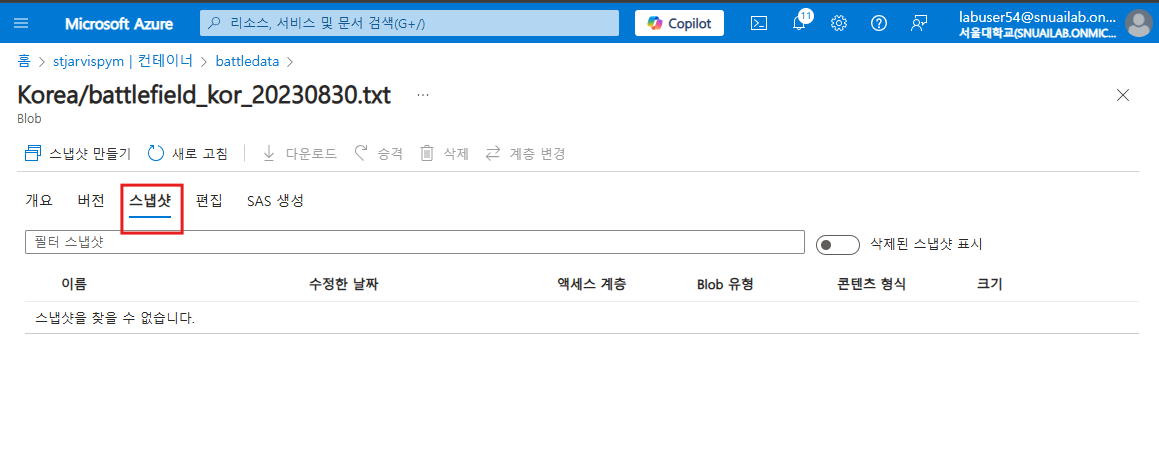 Microsoft Azure
리소스, 서비스 및 문서 검색(G+/)
Copilot
11
labuser54@snuailab.on...
서울대학교(SNUAILAB.ONMIC...
홈 > stjarvispym | 컨테이너 > battledata >
Korea/battlefield_kor_20230830.txt ...
Blob
스냅샷 만들기 새로 고침 다운로드 승격 삭제 계층 변경
개요 버전 스냅샷 편집 SAS 생성
필터 스냅샷
삭제된 스냅샷 표시
이름 수정한 날짜 액세스 계층 Blob 유형 콘텐츠 형식 크기
스냅샷을 찾을 수 없습니다.